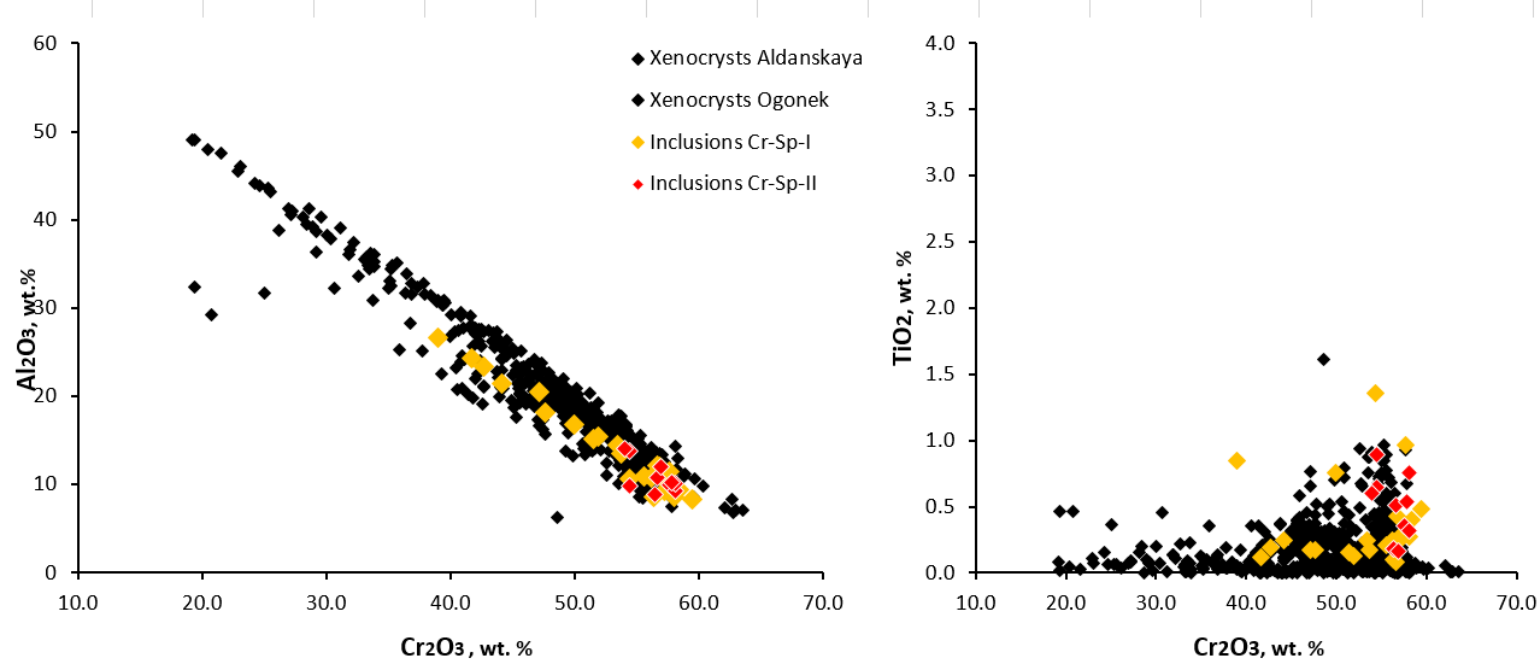 60
50
40
30
20
10
0
10.0 20.0 30.0 40.0 50.0 60.0 70.0
Al2O3, wt.%
Cr2O3, wt. %
Xenocrysts Aldanskaya
Xenocrysts Ogonek
Inclusions Cr-Sp-I
Inclusions Cr-Sp-II
4.0
3.5
3.0
2.5
2.0
1.5
1.0
0.5
0.0
10.0 20.0 30.0 40.0 50.0 60.0 70.0
TiO2, wt. %
Cr2O3, wt. %